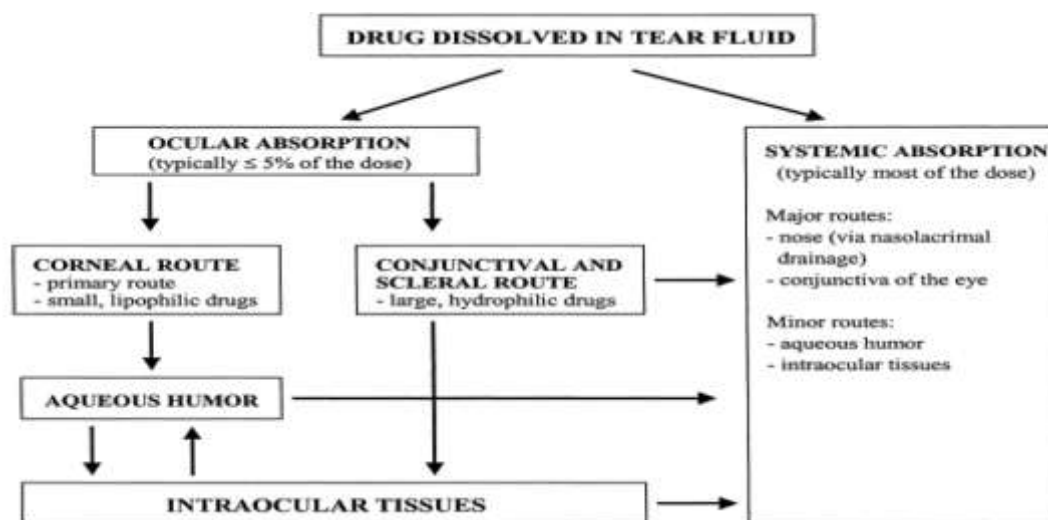 DRUG DISSOLVED IN TEAR FLUID
OCULAR ABSORPTION
(typically ≤ 5% of the dose)
SYSTEMIC ABSORPTION
(typically most of the dose)
Major routes:
- nose (via nasolacrimal
drainage)
- conjunctiva of the eye
Minor routes:
- aqueous humor
- intraocular tissues
CORNEAL ROUTE
- primary route
- small, lipophilic drugs
CONJUNCTIVAL AND
SCLERAL ROUTE
- large, hydrophilic drugs
AQUEOUS HUMOR
INTRAOCULAR TISSUES